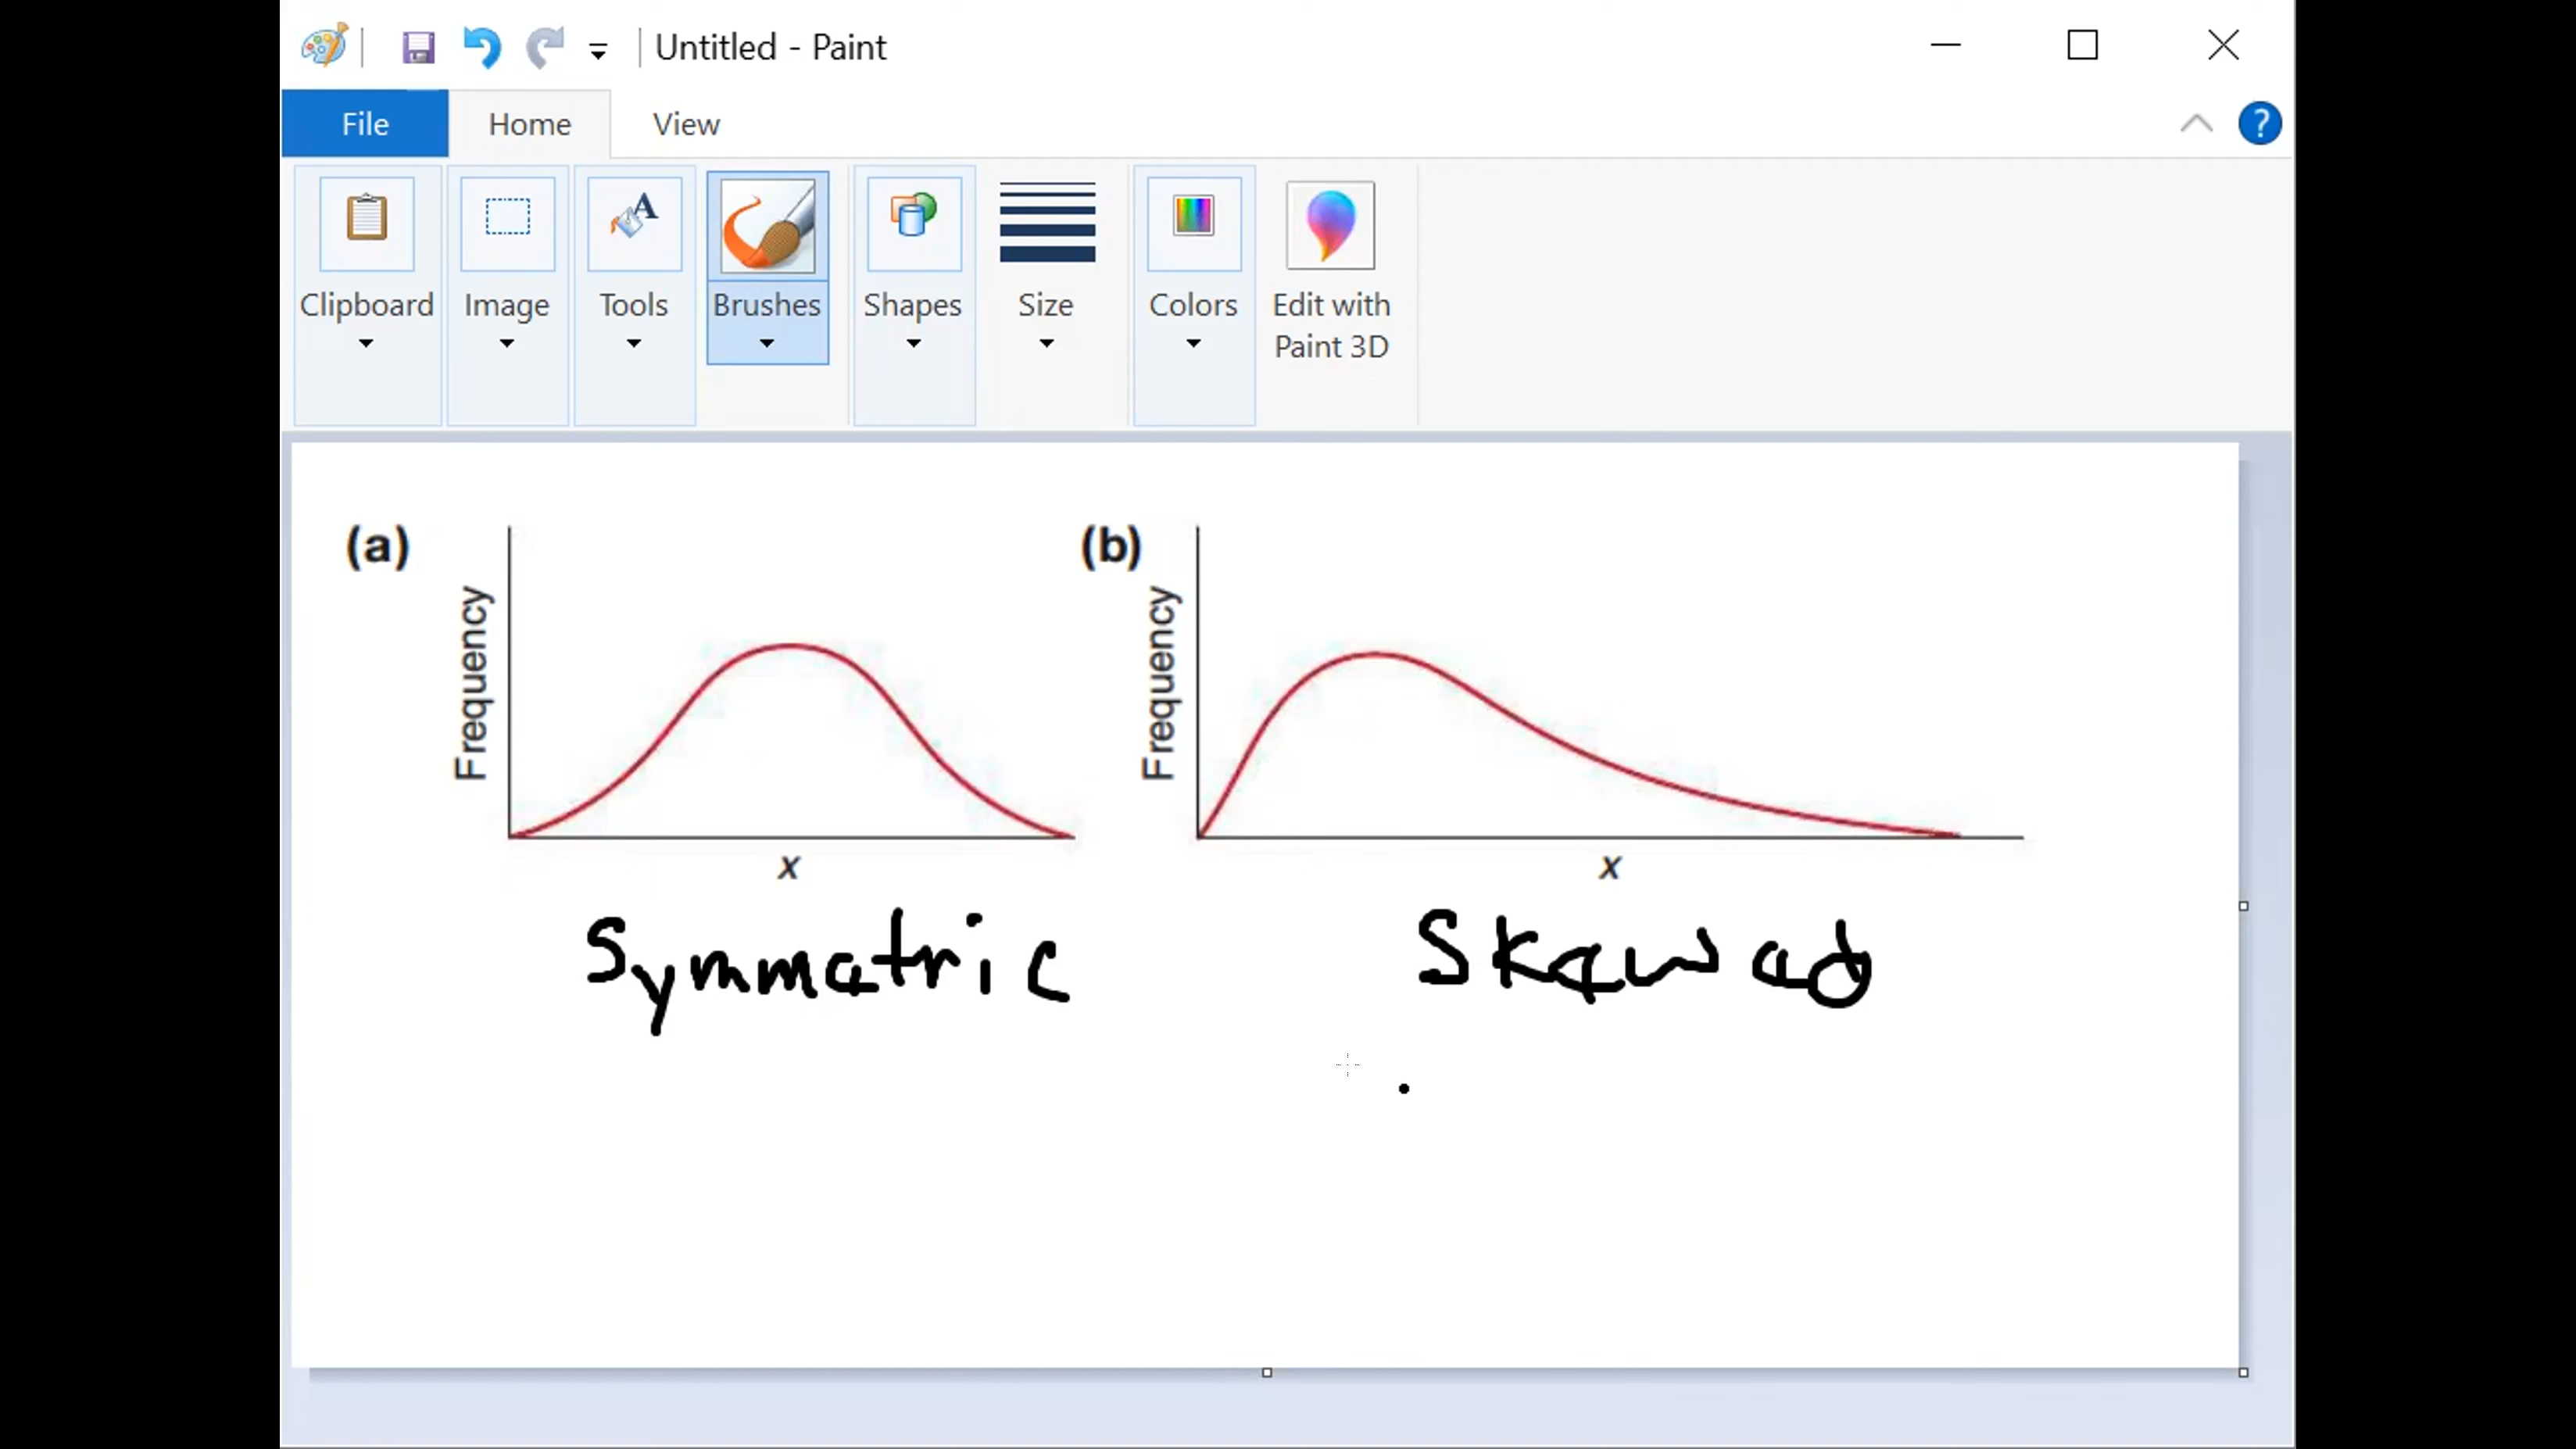 Untitled - Paint
File Home View
?
Clipboard Image Tools Brushes Shapes Size Colors Edit with
Paint 3D
(a) Frequency
x
(b) Frequency
x
Symmetric Skewed